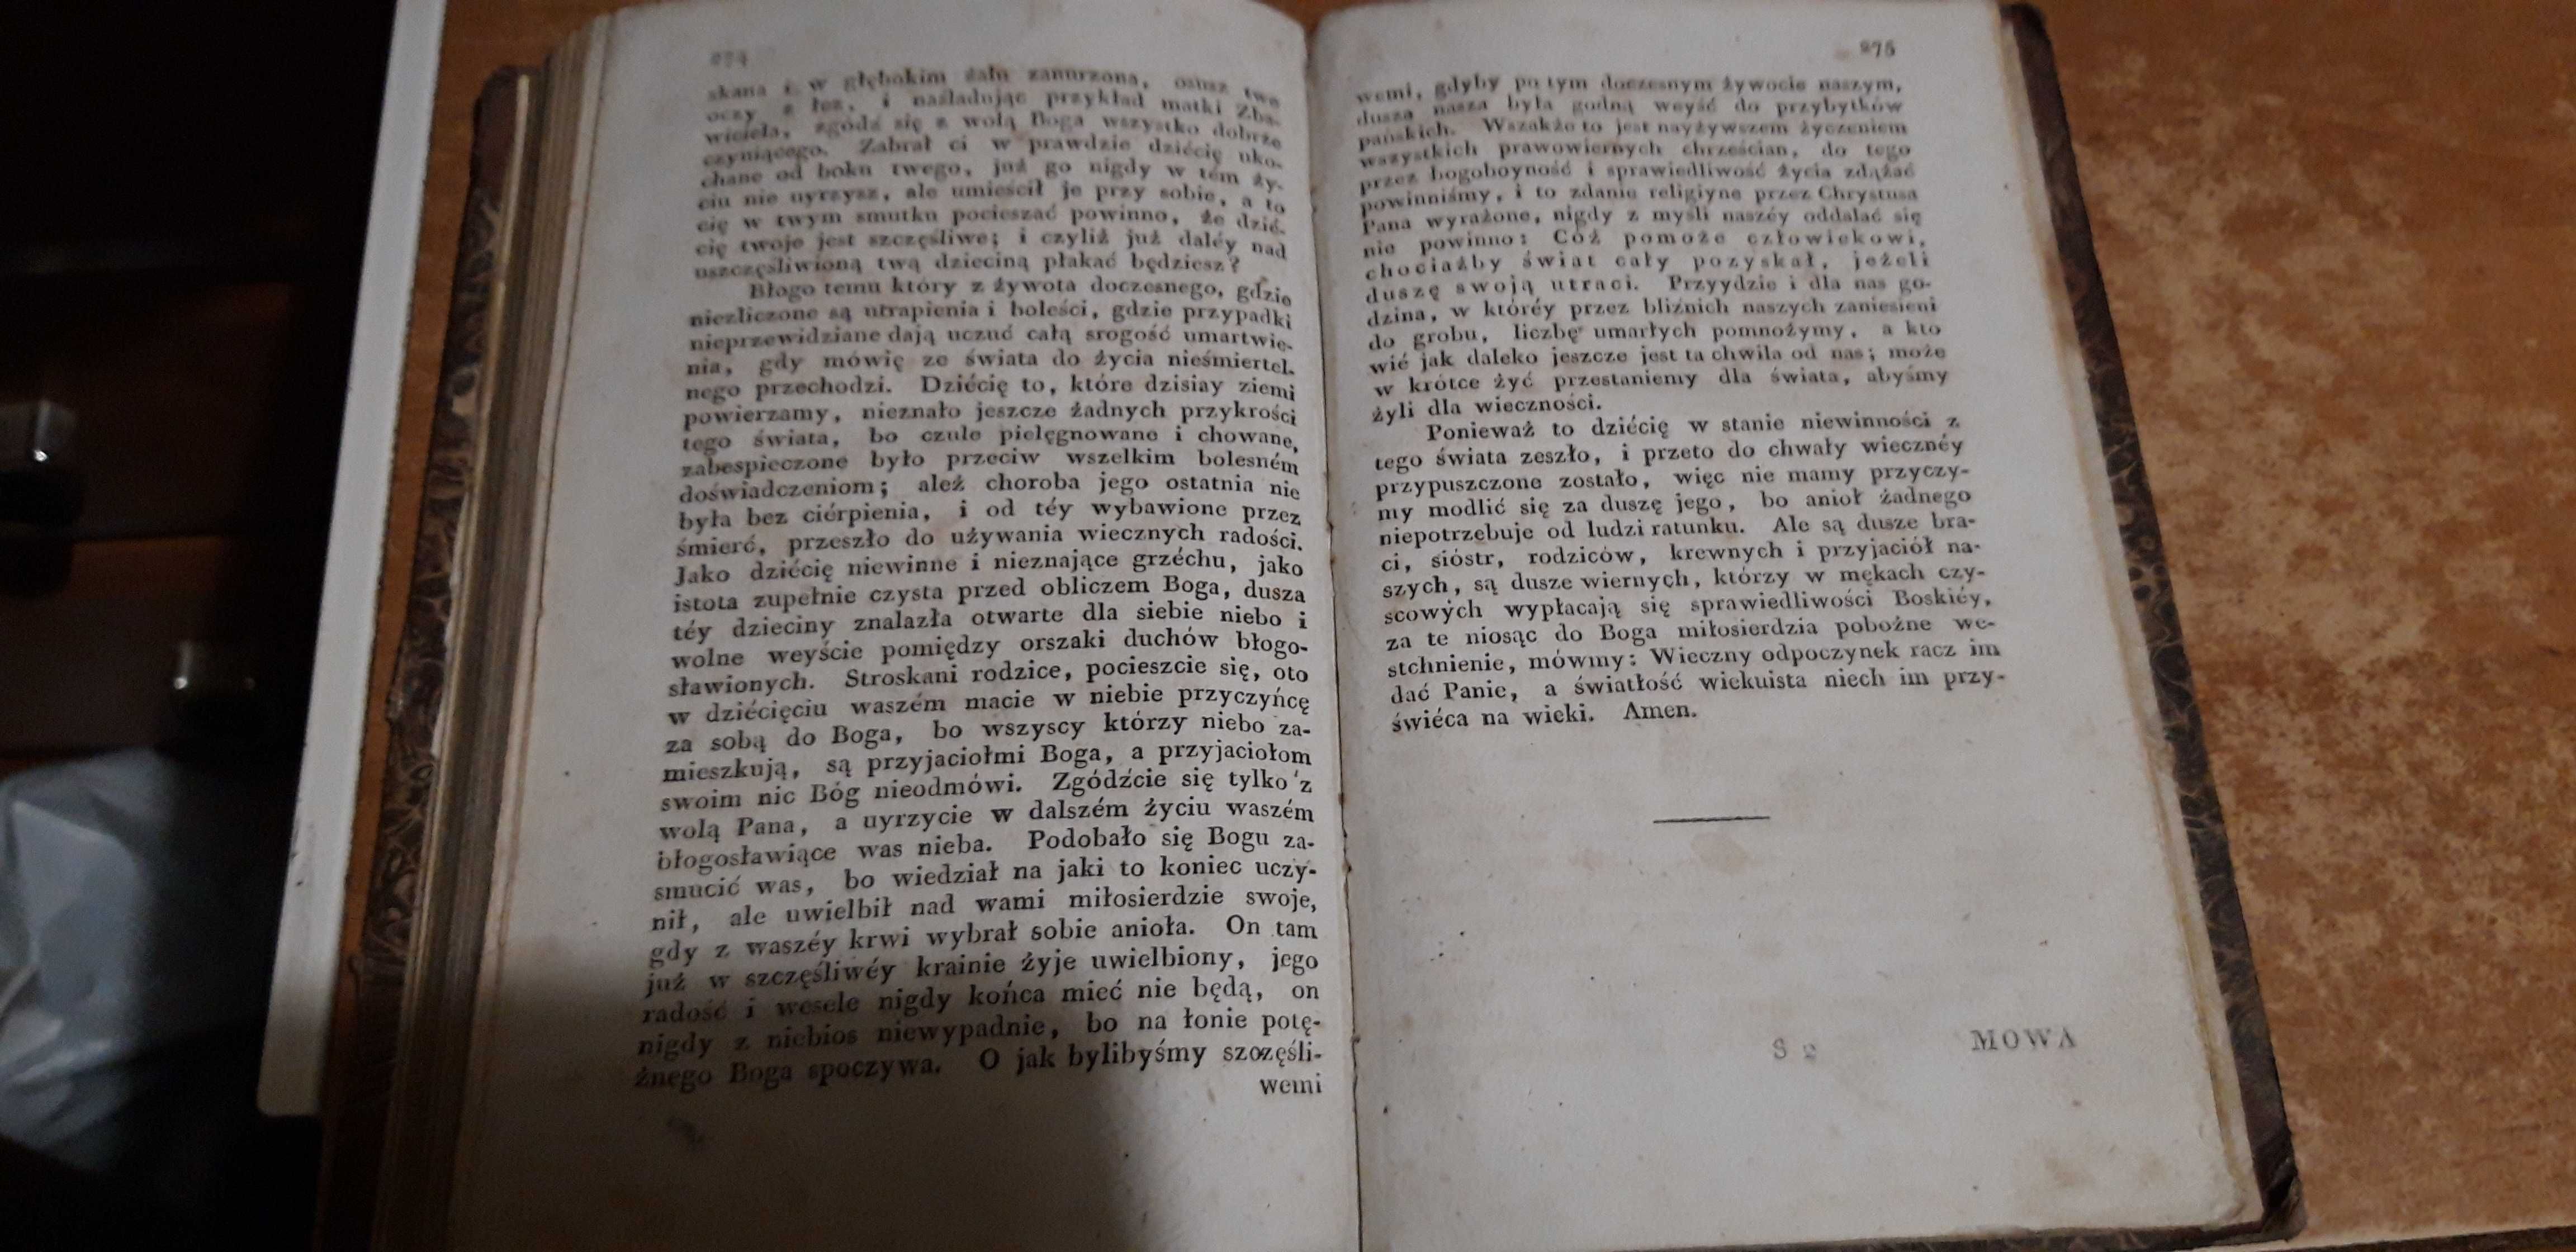 274
skana i w głębokim żalu zanurzona, osusz twe
oczy z łez, i naśladując przykład matki Zba-
wiciela, zgódź się z wolą Boga wszystko dobrze
czyniącego. Zabrał ci w prawdzie dziécię uko-
chane od boku twego, już go nigdy w tém ży-
ciu nie uyrzysz, ale umieścił je przy sobie, a to
cię w twym smutku pocieszać powinno, że dzié-
cię twoje jest szczęśliwe; i czyliż już daléy nad
uszczęśliwioną twą dzieciną płakać będziesz?
Błogo temu który z żywota doczesnego, gdzie
niezliczone są utrapienia i boleści, gdzie przypadki
nieprzewidziane dają uczuć całą srogość umartwie-
nia, gdy mówię ze świata do życia nieśmiertel-
nego przechodzi. Dziécię to, które dzisiay ziemi
powierzamy, nieznało jeszcze żadnych przykrości
tego świata, bo czule pielęgnowane i chowane,
zabespieczone było przeciw wszelkim bolesném
doświadczeniom; aleź choroba jego ostatnia nie
była bez ciérpienia, i od téy wybawione przez
śmierć, przeszło do używania wiecznych radości.
Jako dziécię niewinne i nieznające grzéchu, jako
istota zupełnie czysta przed obliczem Boga, dusza
téy dzieciny znalazła otwarte dla siebie niebo i
wolne weyście pomiędzy orszaki duchów błogo-
sławionych. Stroskani rodzice, pocieszcie się, oto
w dziécięciu waszém macie w niebie przyczyńcę
za sobą do Boga, bo wszyscy którzy niebo za-
mieszkują, są przyjaciołmi Boga, a przyjaciołom
swoim nic Bóg nieodmówi. Zgódźcie się tylko z
wolą Pana, a uyrzycie w dalszém życiu waszém
błogosławiące was nieba. Podobało się Bogu za-
smucić was, bo wiedział na jaki to koniec uczy-
nił, ale uwielbił nad wami miłosierdzie swoje,
gdy z waszéy krwi wybrał sobie anioła. On tam
już w szczęśliwéy krainie żyje uwielbiony, jego
radość i wesele nigdy końca mieć nie będą, on
nigdy z niebios niewypadnie, bo na łonie potę-
żnego Boga spoczywa. O jak bylibyśmy szczęśli-
wemi
275
wemi, gdyby po tym doczesnym żywocie naszym,
dusza nasza była godną weyść do przybytków
pańskich. Wszakże to jest nayżywszem życzeniem
wszystkich prawowiernych chrześcian, do tego
przez bogoboyność i sprawiedliwość życia zdążać
powinniśmy, i to zdanie religiyne przez Chrystusa
Pana wyrażone, nigdy z myśli naszéy oddalać się
nie powinno: Cóż pomoże człowiekowi,
chociażby świat cały pozyskał, jeżeli
duszę swoją utraci. Przyydzie i dla nas go-
dzina, w któréy przez bliźnich naszych zaniesieni
do grobu, liczbę umarłych pomnożymy, a kto
wié jak daleko jeszcze jest ta chwila od nas; może
w krótce żyć przestaniemy dla świata, abyśmy
żyli dla wieczności.
Ponieważ to dziécię w stanie niewinności z
tego świata zeszło, i przeto do chwały wiecznéy
przypuszczone zostało, więc nie mamy przyczy-
my modlić się za duszę jego, bo anioł żadnego
niepotrzebuje od ludzi ratunku. Ale są dusze bra-
ci, sióstr, rodziców, krewnych i przyjaciół na-
szych, są dusze wiernych, którzy w mękach czy-
scowych wypłacają się sprawiedliwości Boskiéy,
za te niosąc do Boga miłosierdzia pobożne we-
stchnienie, mówmy: Wieczny odpoczynek racz im
dać Panie, a światłość wiekuista niech im przy-
świéca na wieki. Amen.
S 2 MOWA